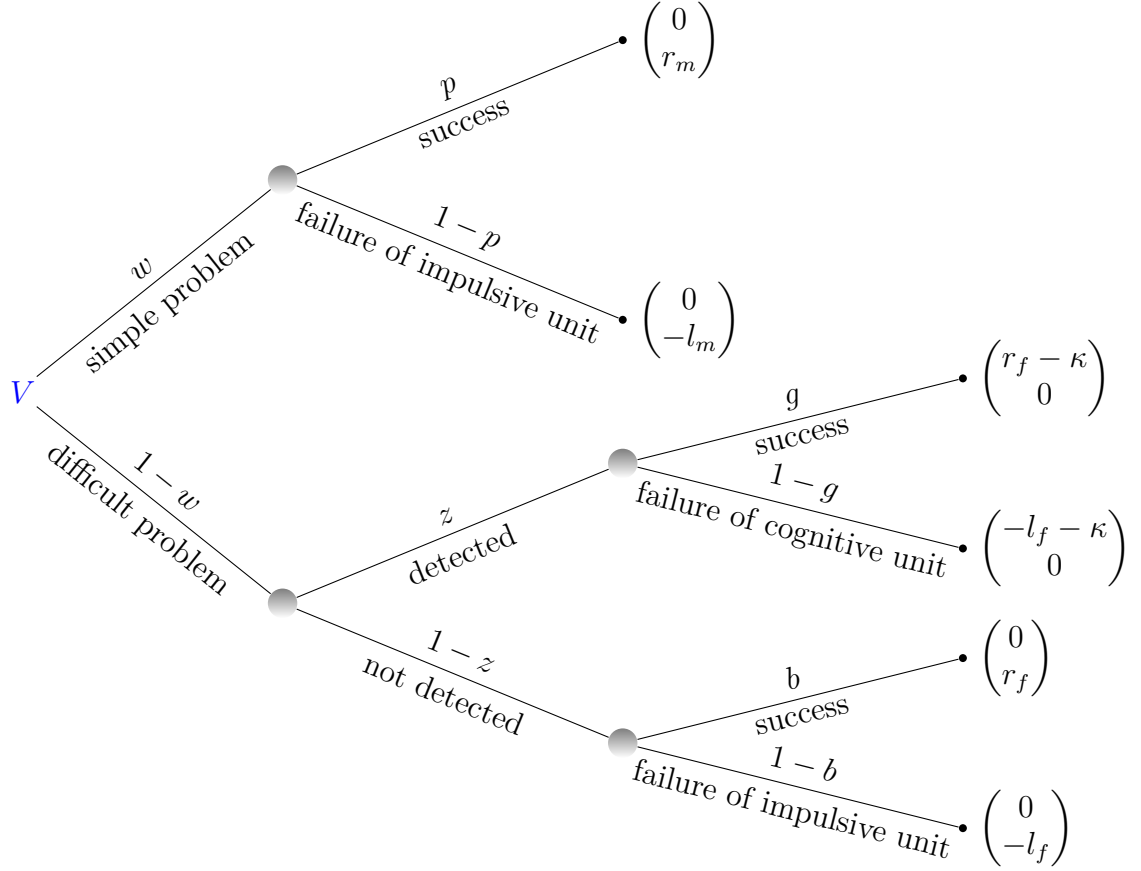 0
r_m
p
success
w
simple problem
1 − p
failure of impulsive unit
0
−l_m
V
r_f − κ
0
g
success
1 − w
difficult problem
z
detected
1 − g
failure of cognitive unit
−l_f − κ
0
1 − z
not detected
0
r_f
b
success
1 − b
failure of impulsive unit
0
−l_f